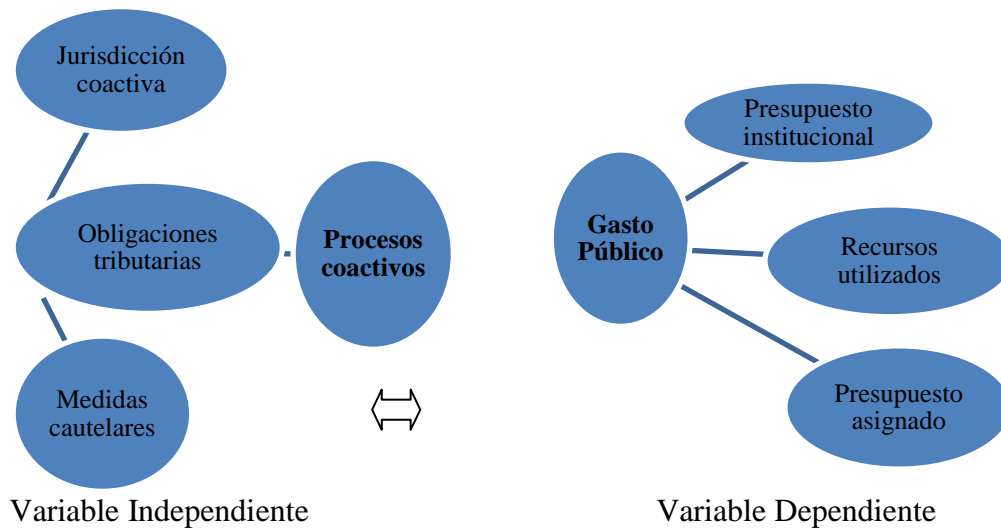 Jurisdicción
coactiva
Obligaciones
tributarias
Procesos
coactivos
Medidas
cautelares
Variable Independiente
Presupuesto
institucional
Gasto
Público
Recursos
utilizados
Presupuesto
asignado
Variable Dependiente